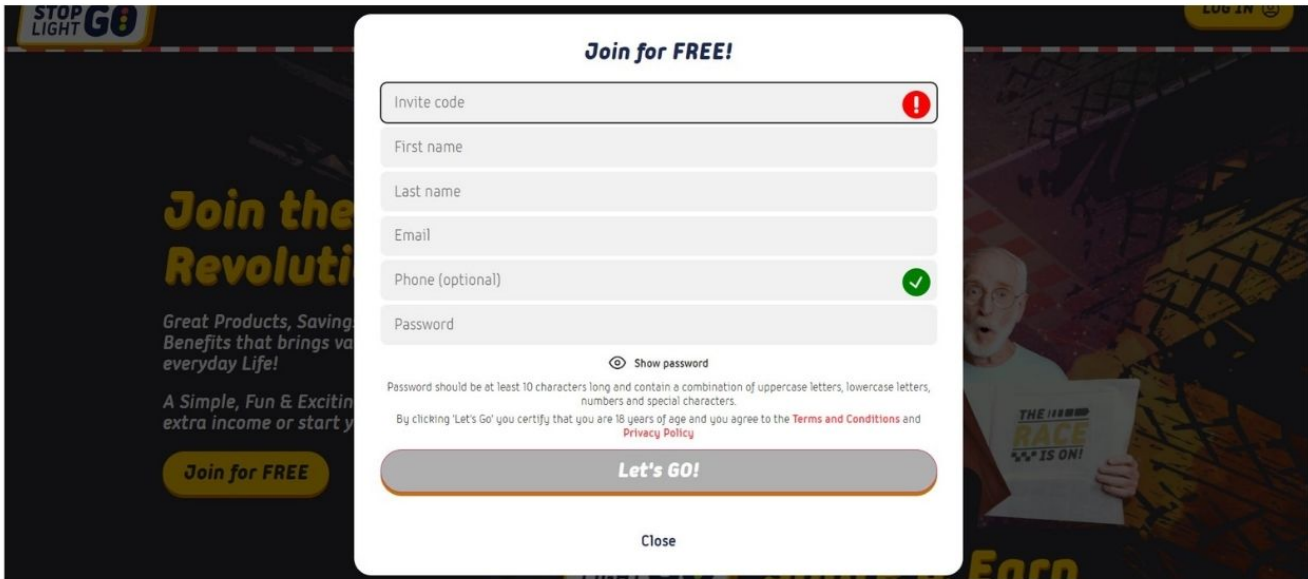 STOP
LIGHT GO
LOG IN
Join for FREE!
Invite code
First name
Last name
Email
Phone (optional)
Password
Show password
Password should be at least 10 characters long and contain a combination of uppercase letters, lowercase letters,
numbers and special characters.
By clicking 'Let's Go' you certify that you are 18 years of age and you agree to the Terms and Conditions and
Privacy Policy
Let's GO!
Close
Join the
Revoluti
Great Products, Saving
Benefits that brings va
everyday Life!
A Simple, Fun & Excitin
extra income or start y
Join for FREE
THE
RACE
IS ON!
Earn